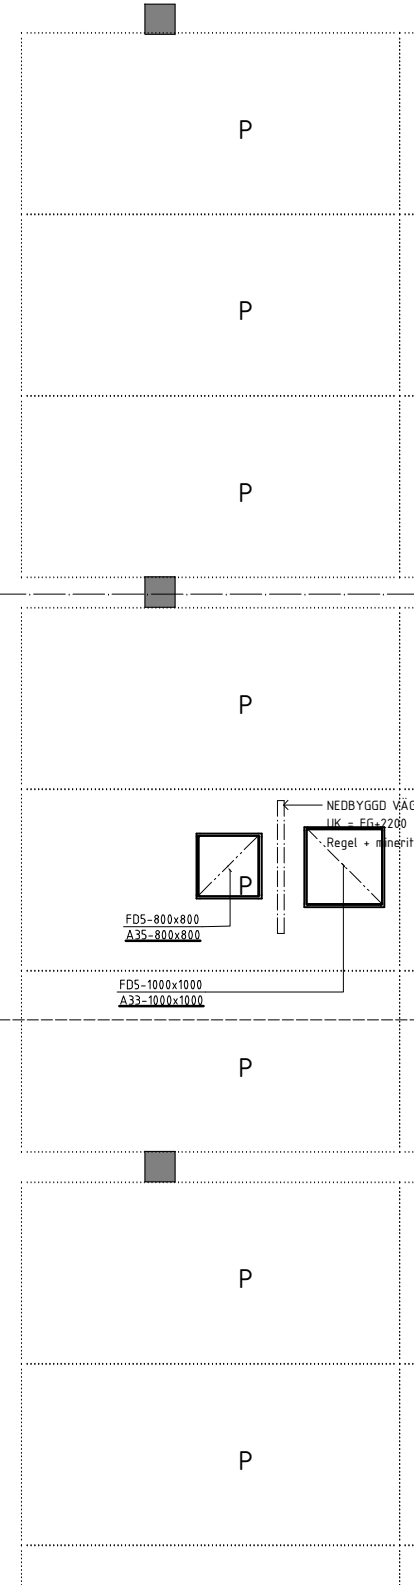 P
P
P
P
NEDBYGGD VÄG
UK = FG+2200
Regel + minerit
P
FD5-800x800
A35-800x800
FD5-1000x1000
A33-1000x1000
P
P
P